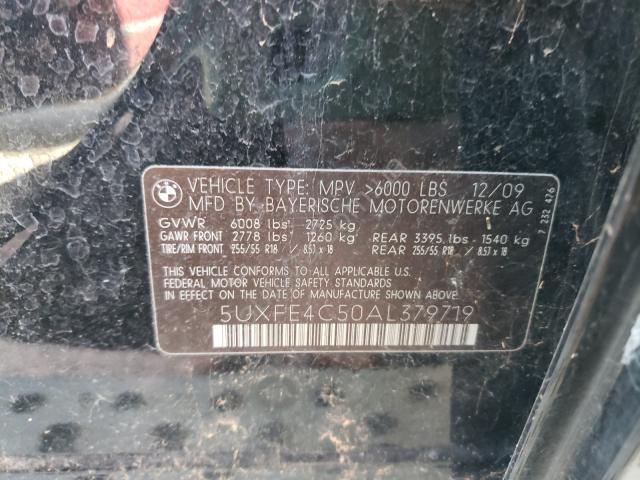 BMW
VEHICLE TYPE: MPV >6000 LBS 12/09
MFD BY BAYERISCHE MOTORENWERKE AG
GVWR 6008 lbs 2725 kg
GAWR FRONT 2778 lbs 1260 kg REAR 3395 lbs - 1540 kg
TIRE/RIM FRONT 255/55 R18 / 8.5J x 18 REAR 255/55 R18 / 8.5J x 18
THIS VEHICLE CONFORMS TO ALL APPLICABLE U.S.
FEDERAL MOTOR VEHICLE SAFETY STANDARDS
IN EFFECT ON THE DATE OF MANUFACTURE SHOWN ABOVE.
5UXFE4C50AL379719
7 232 476